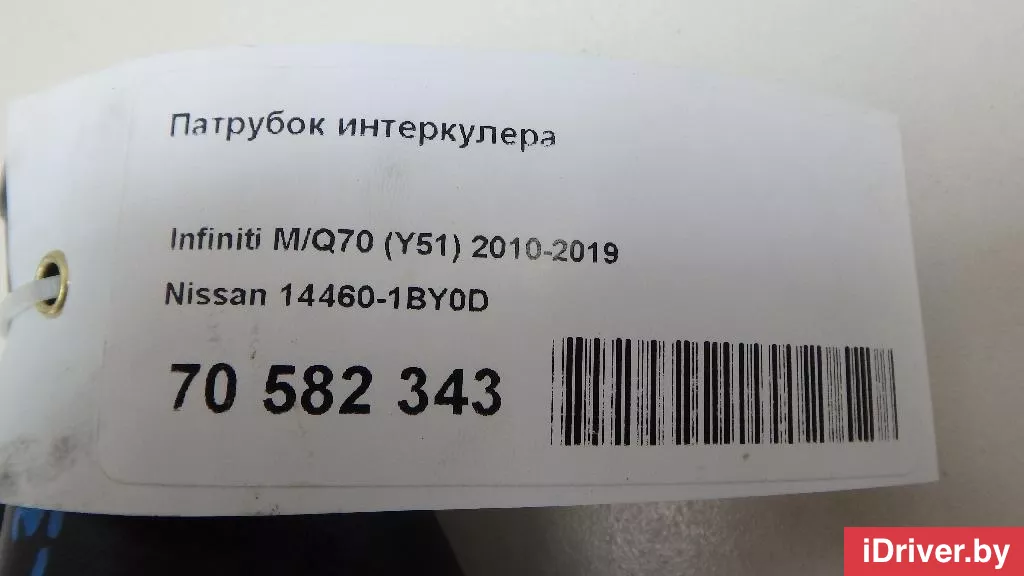 Патрубок интеркулера
Infiniti M/Q70 (Y51) 2010-2019
Nissan 14460-1BY0D
70 582 343
iDriver.by